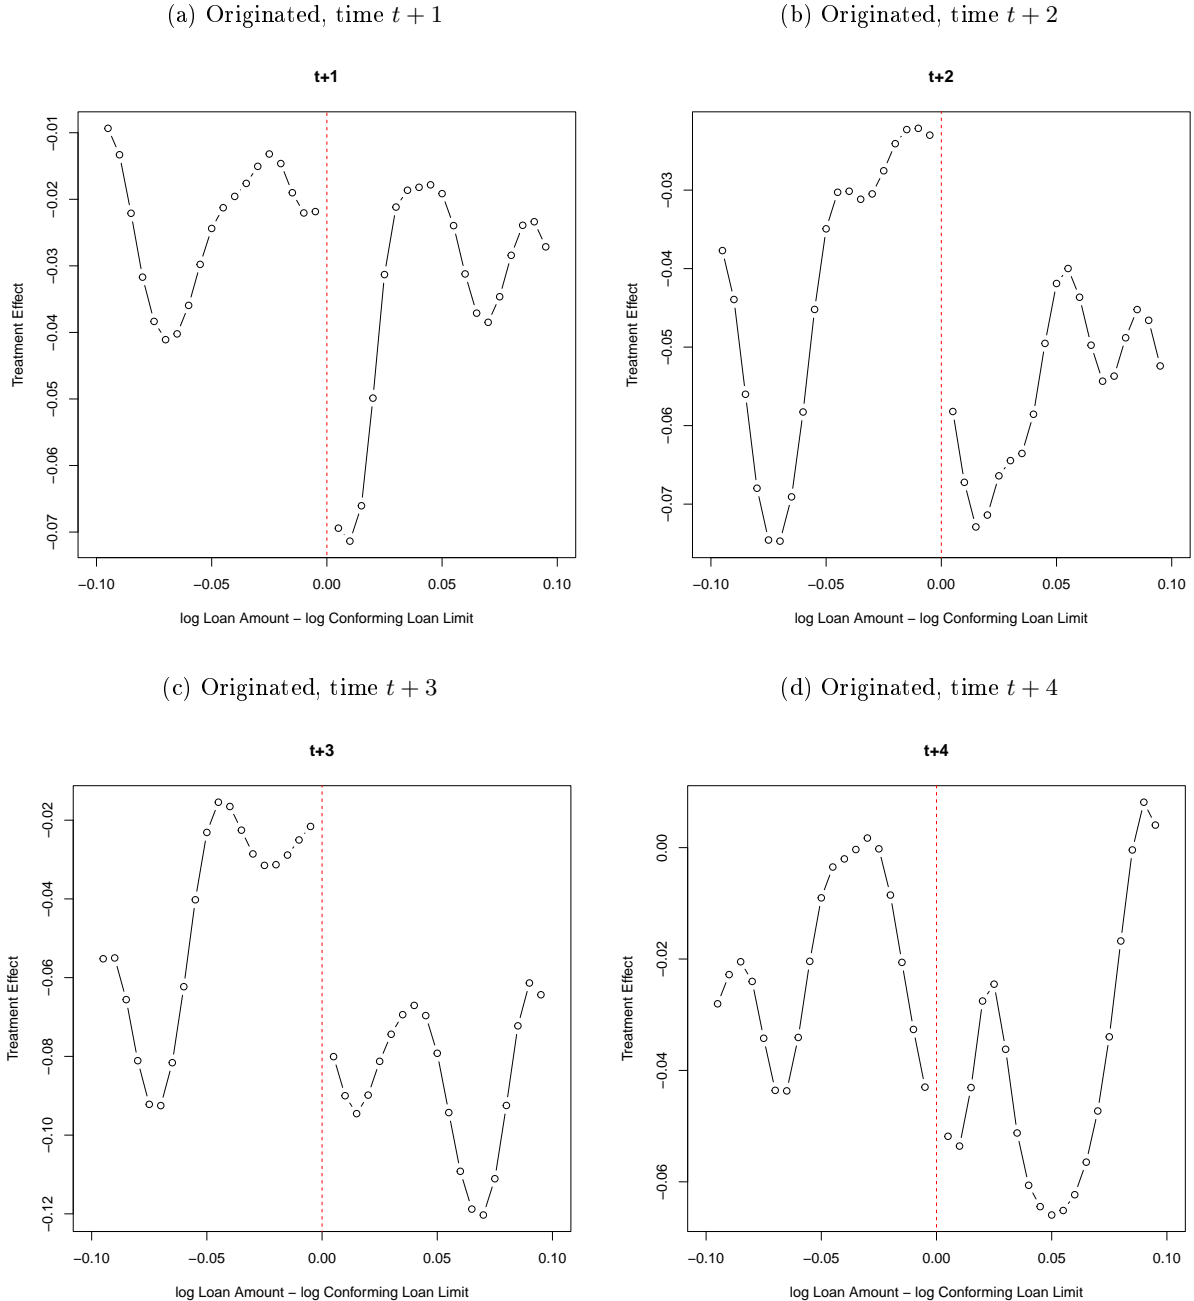 (a) Originated, time t + 1
t+1
Treatment Effect
−0.01
−0.02
−0.03
−0.04
−0.05
−0.06
−0.07
−0.10 −0.05 0.00 0.05 0.10
log Loan Amount − log Conforming Loan Limit
(b) Originated, time t + 2
t+2
Treatment Effect
−0.03
−0.04
−0.05
−0.06
−0.07
−0.10 −0.05 0.00 0.05 0.10
log Loan Amount − log Conforming Loan Limit
(c) Originated, time t + 3
t+3
Treatment Effect
−0.02
−0.04
−0.06
−0.08
−0.10
−0.12
−0.10 −0.05 0.00 0.05 0.10
log Loan Amount − log Conforming Loan Limit
(d) Originated, time t + 4
t+4
Treatment Effect
0.00
−0.02
−0.04
−0.06
−0.10 −0.05 0.00 0.05 0.10
log Loan Amount − log Conforming Loan Limit